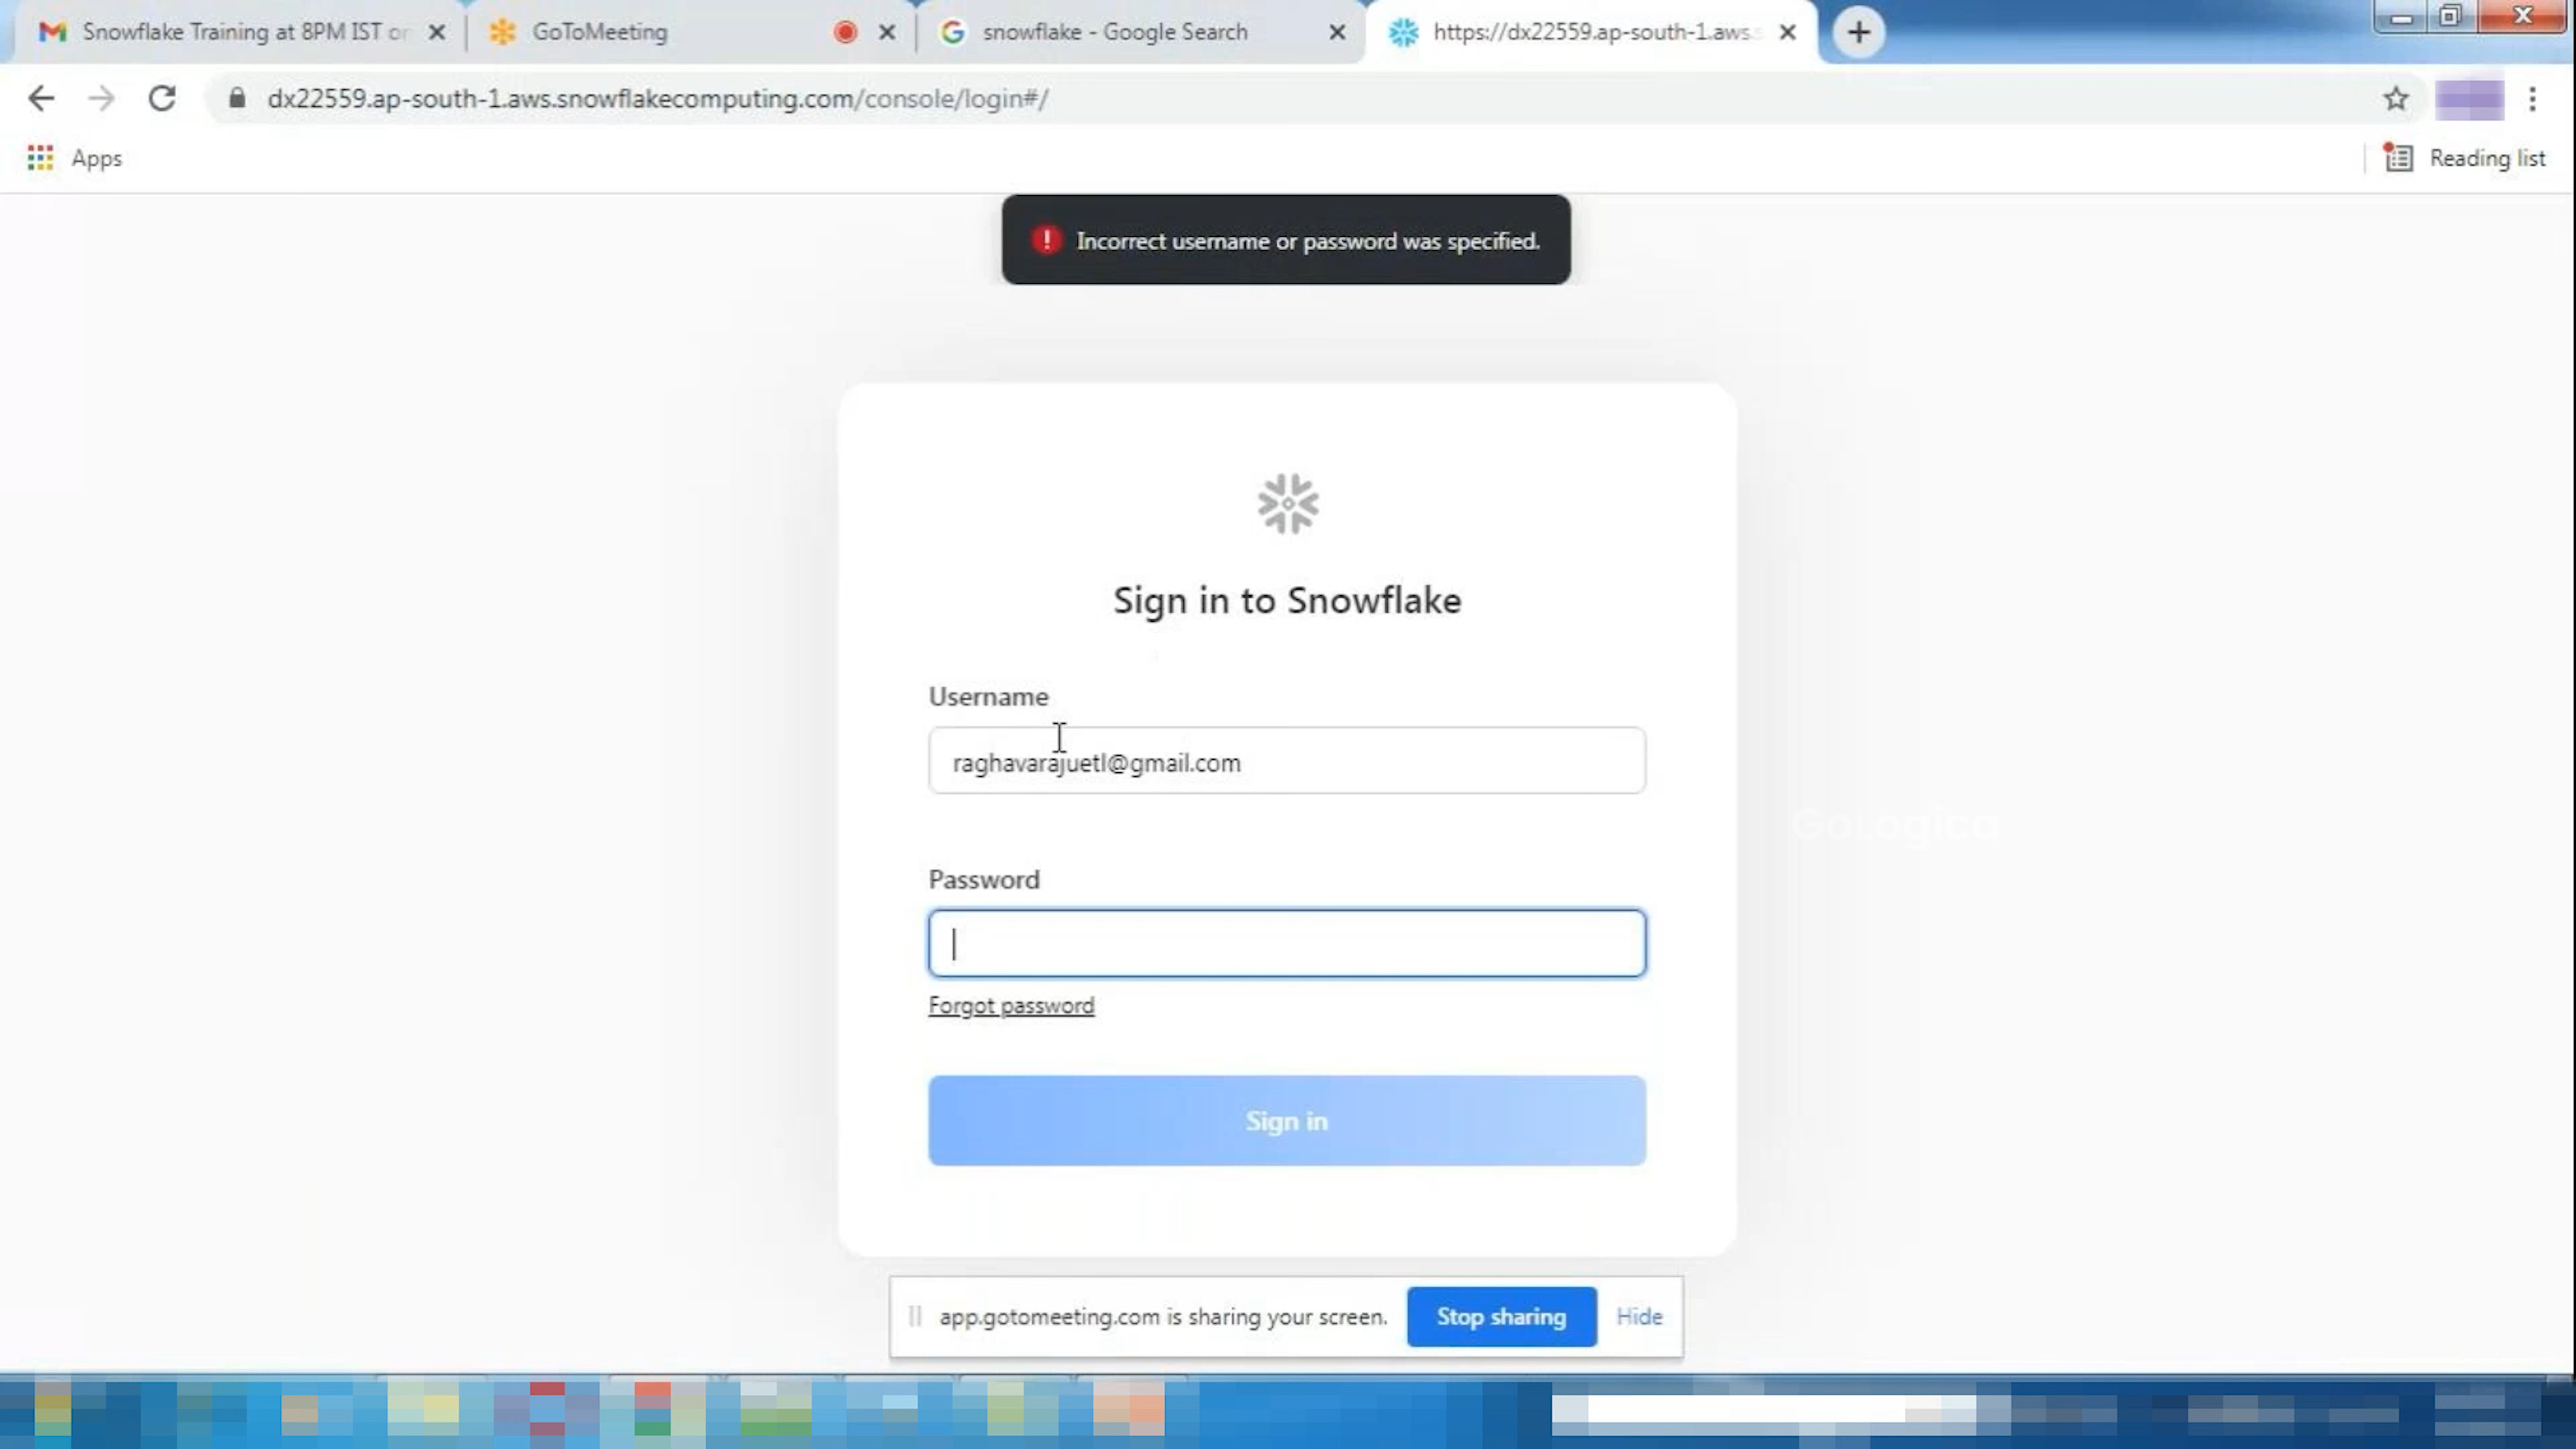 Snowflake Training at 8PM IST or
GoToMeeting
snowflake - Google Search
https://dx22559.ap-south-1.aws.s
dx22559.ap-south-1.aws.snowflakecomputing.com/console/login#/
Apps
Reading list
Incorrect username or password was specified.
Sign in to Snowflake
Username
raghavarajuetl@gmail.com
GoLogica
Password
Forgot password
Sign in
app.gotomeeting.com is sharing your screen.
Stop sharing
Hide